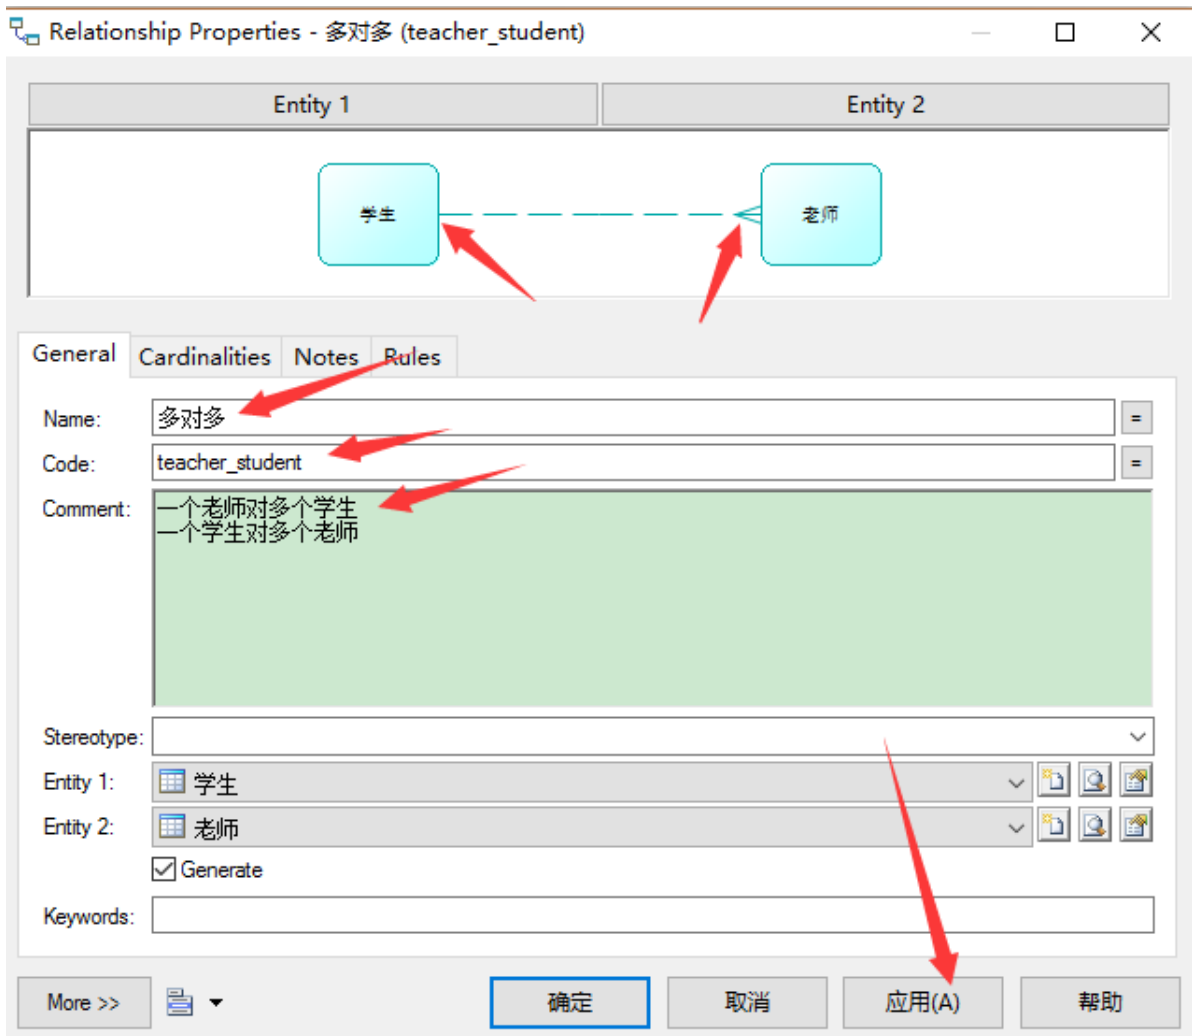 Relationship Properties - 多对多 (teacher_student)
Entity 1
Entity 2
学生
老师
General
Cardinalities
Notes
Rules
Name:
多对多
=
Code:
teacher_student
=
Comment:
一个老师对多个学生
一个学生对多个老师
Stereotype:
Entity 1:
学生
Entity 2:
老师
Generate
Keywords:
More >>
确定
取消
应用(A)
帮助